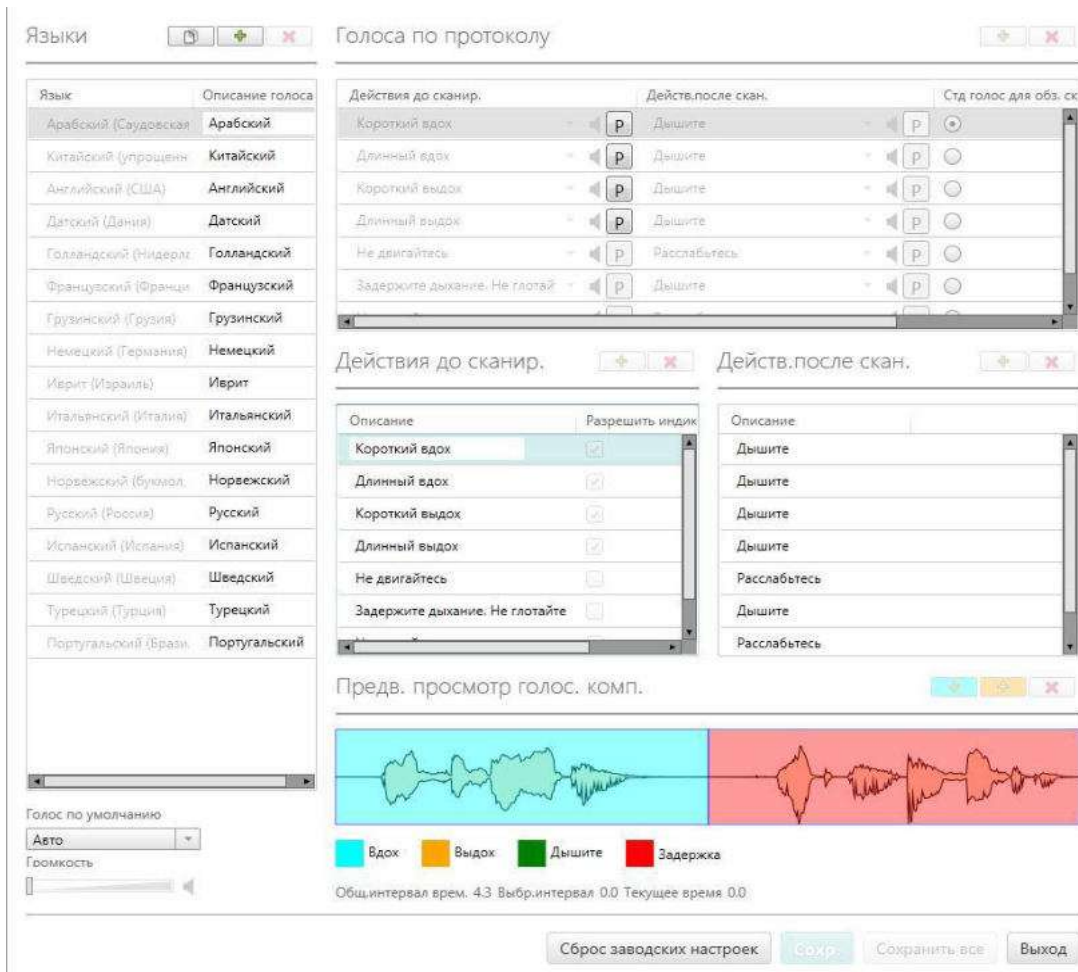 Языки
Голоса по протоколу
Язык Описание голоса
Арабский (Саудовская Арабский
Китайский (упрощенн Китайский
Английский (США) Английский
Датский (Дания) Датский
Голландский (Нидерла Голландский
Французский (Франци Французский
Грузинский (Грузия) Грузинский
Немецкий (Германия) Немецкий
Иврит (Израиль) Иврит
Итальянский (Италия) Итальянский
Японский (Япония) Японский
Норвежский (букмол, Норвежский
Русский (Россия) Русский
Испанский (Испания) Испанский
Шведский (Швеция) Шведский
Турецкий (Турция) Турецкий
Португальский (Брази. Португальский
Голос по умолчанию
Авто
Громкость
Действия до сканир. Действ.после скан. Стд голос для обз. ск
Короткий вдох P Дышите P
Длинный вдох P Дышите P
Короткий выдох P Дышите P
Длинный выдох P Дышите P
Не двигайтесь P Расслабьтесь P
Задержите дыхание. Не глотай P Дышите P
Действия до сканир.
Описание Разрешить индик
Короткий вдох
Длинный вдох
Короткий выдох
Длинный выдох
Не двигайтесь
Задержите дыхание. Не глотайте
Действ.после скан.
Описание
Дышите
Дышите
Дышите
Дышите
Расслабьтесь
Дышите
Расслабьтесь
Предв. просмотр голос. комп.
Вдох Выдох Дышите Задержка
Общ.интервал врем. 4.3 Выбр.интервал 0.0 Текущее время 0.0
Сброс заводских настроек Сохр. Сохранить все Выход